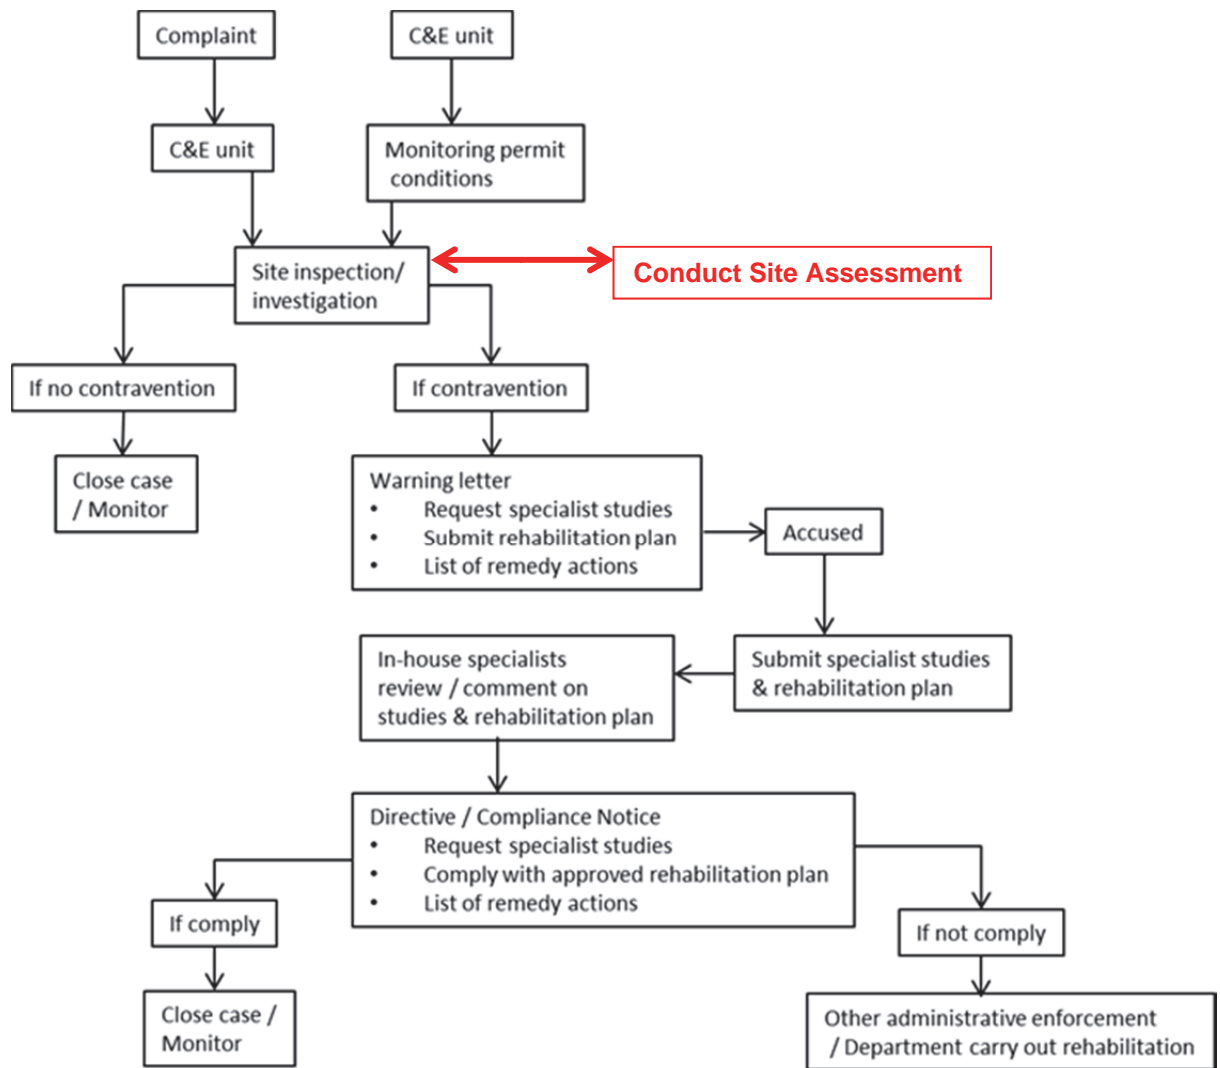 Complaint
C&E unit
C&E unit
Monitoring permit
conditions
Site inspection/
investigation
Conduct Site Assessment
If no contravention
If contravention
Close case
/ Monitor
Warning letter
• Request specialist studies
• Submit rehabilitation plan
• List of remedy actions
Accused
Submit specialist studies
& rehabilitation plan
In-house specialists
review / comment on
studies & rehabilitation plan
Directive / Compliance Notice
• Request specialist studies
• Comply with approved rehabilitation plan
• List of remedy actions
If comply
If not comply
Close case /
Monitor
Other administrative enforcement
/ Department carry out rehabilitation